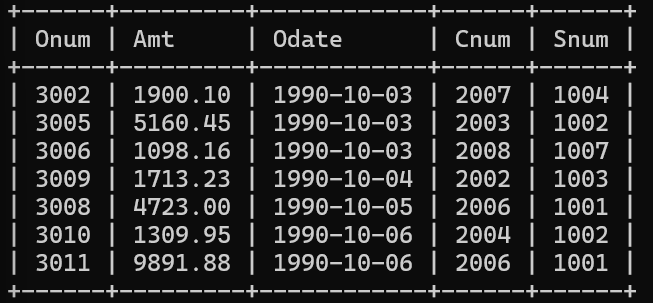 +------+---------+------------+------+------+
| Onum | Amt     | Odate      | Cnum | Snum |
+------+---------+------------+------+------+
| 3002 | 1900.10 | 1990-10-03 | 2007 | 1004 |
| 3005 | 5160.45 | 1990-10-03 | 2003 | 1002 |
| 3006 | 1098.16 | 1990-10-03 | 2008 | 1007 |
| 3009 | 1713.23 | 1990-10-04 | 2002 | 1003 |
| 3008 | 4723.00 | 1990-10-05 | 2006 | 1001 |
| 3010 | 1309.95 | 1990-10-06 | 2004 | 1002 |
| 3011 | 9891.88 | 1990-10-06 | 2006 | 1001 |
+------+---------+------------+------+------+